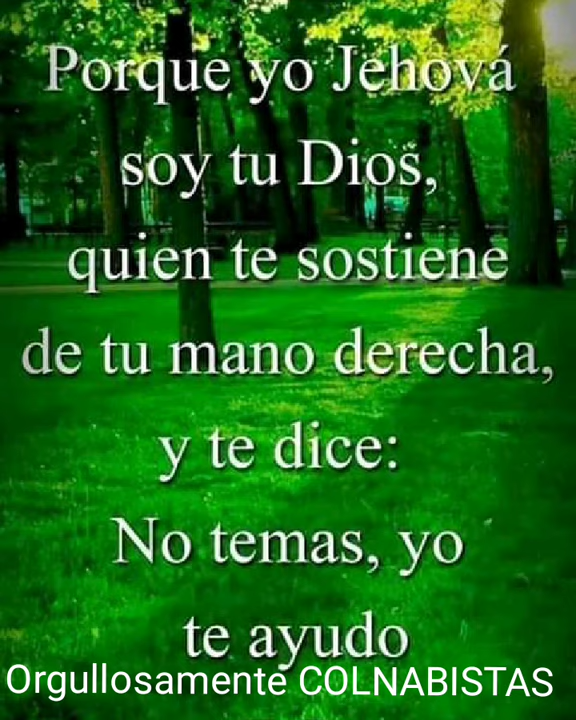 Porque yo Jehová
soy tu Dios,
quien te sostiene
de tu mano derecha,
y te dice:
No temas, yo
te ayudo
Orgullosamente COLNABISTAS